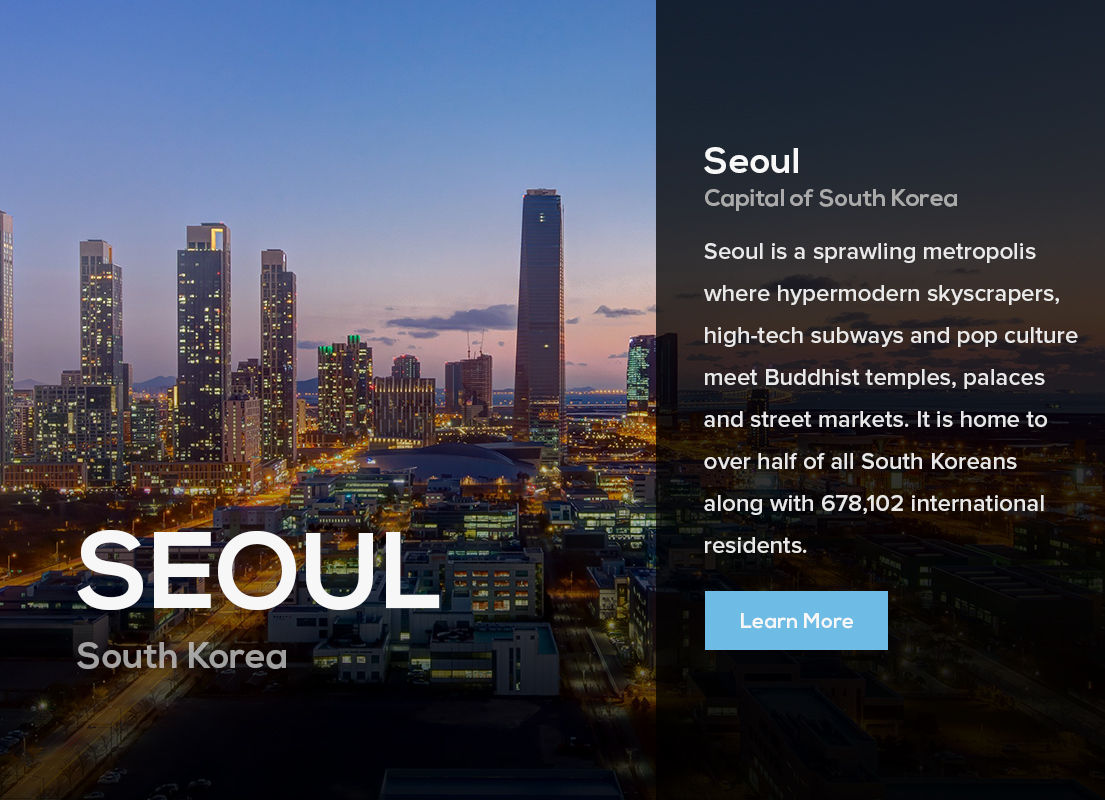 SEOUL
South Korea
Seoul
Capital of South Korea
Seoul is a sprawling metropolis
where hypermodern skyscrapers,
high-tech subways and pop culture
meet Buddhist temples, palaces
and street markets. It is home to
over half of all South Koreans
along with 678,102 international
residents.
Learn More